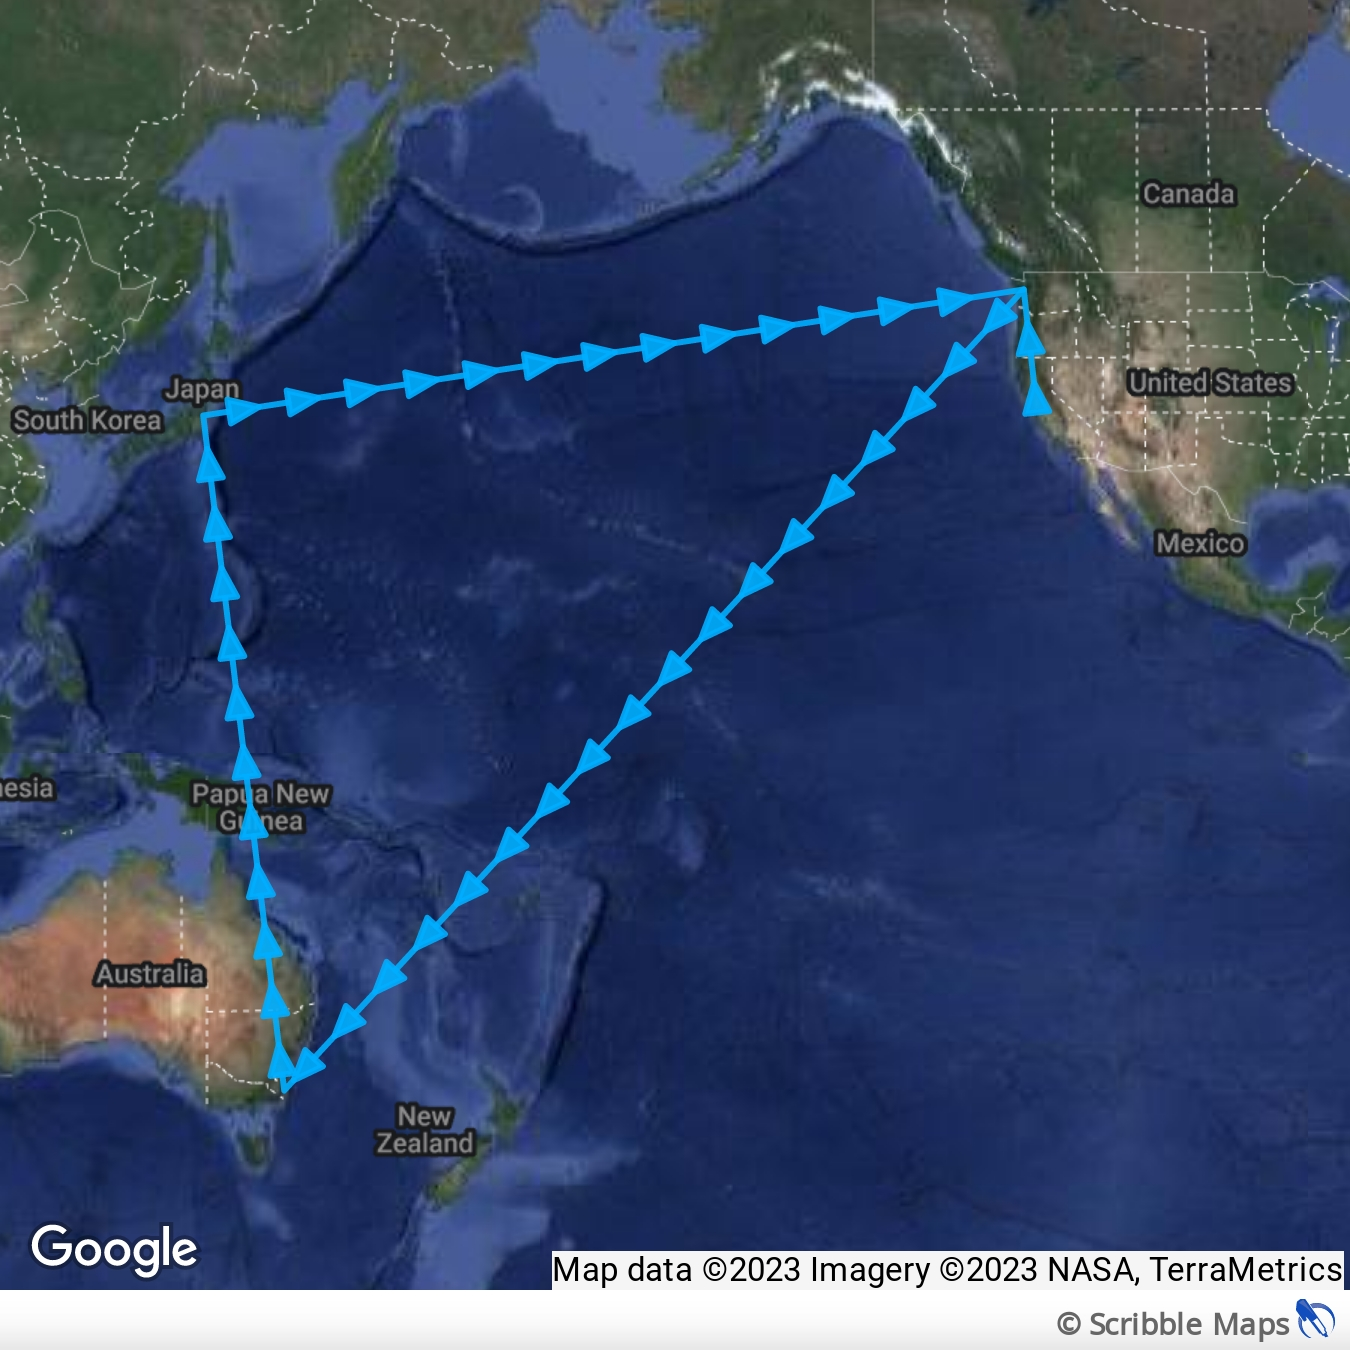 Canada
Japan
United States
South Korea
Mexico
nesia
Papua New
Guinea
Australia
New
Zealand
Google
Map data ©2023 Imagery ©2023 NASA, TerraMetrics
© Scribble Maps